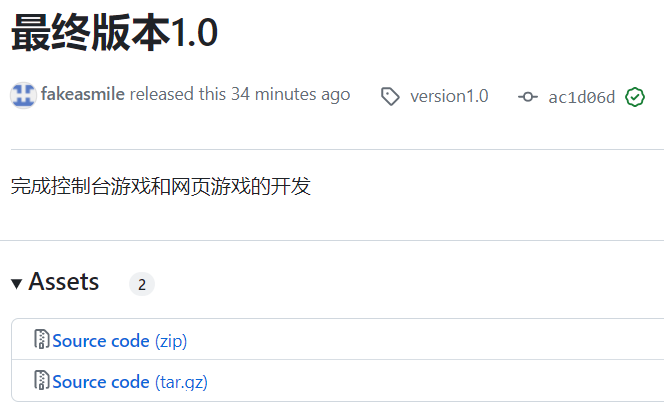 最终版本1.0
fakeasmile released this 34 minutes ago version1.0 ac1d06d
完成控制台游戏和网页游戏的开发
Assets 2
Source code (zip)
Source code (tar.gz)